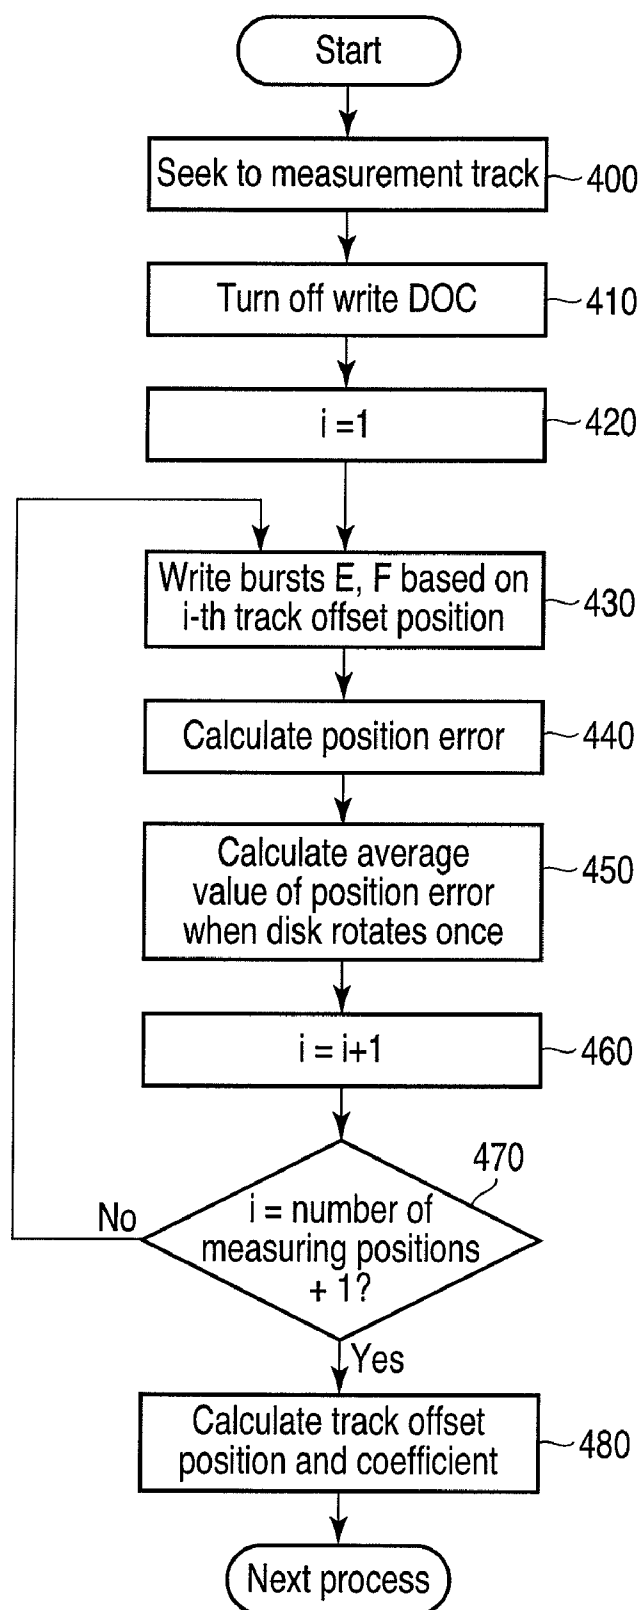 Start
Seek to measurement track
400
Turn off write DOC
410
i =1
420
Write bursts E, F based on
i-th track offset position
430
Calculate position error
440
Calculate average
value of position error
when disk rotates once
450
i = i+1
460
470
No
i = number of
measuring positions
+ 1?
Yes
Calculate track offset
position and coefficient
480
Next process